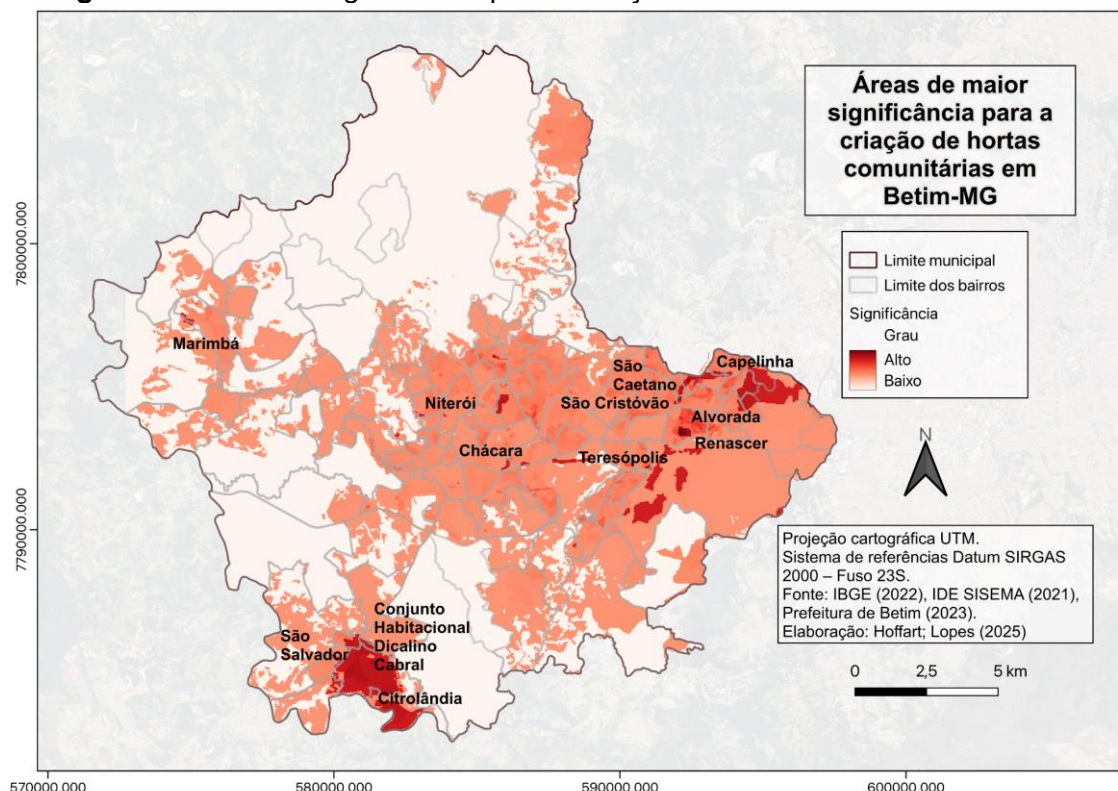 Áreas de maior
significância para a
criação de hortas
comunitárias em
Betim-MG
Limite municipal
Limite dos bairros
Significância
Grau
Alto
Baixo
Marimbá
São
Caetano
Capelinha
Niterói
São Cristóvão
Alvorada
Renascer
Chácara
Teresópolis
Conjunto
Habitacional
Dicalino
Cabral
São
Salvador
Citrolândia
N
Projeção cartográfica UTM.
Sistema de referências Datum SIRGAS
2000 – Fuso 23S.
Fonte: IBGE (2022), IDE SISEMA (2021),
Prefeitura de Betim (2023).
Elaboração: Hoffart; Lopes (2025)
0 2,5 5 km
7800000.000
7790000.000
570000.000 580000.000 590000.000 600000.000